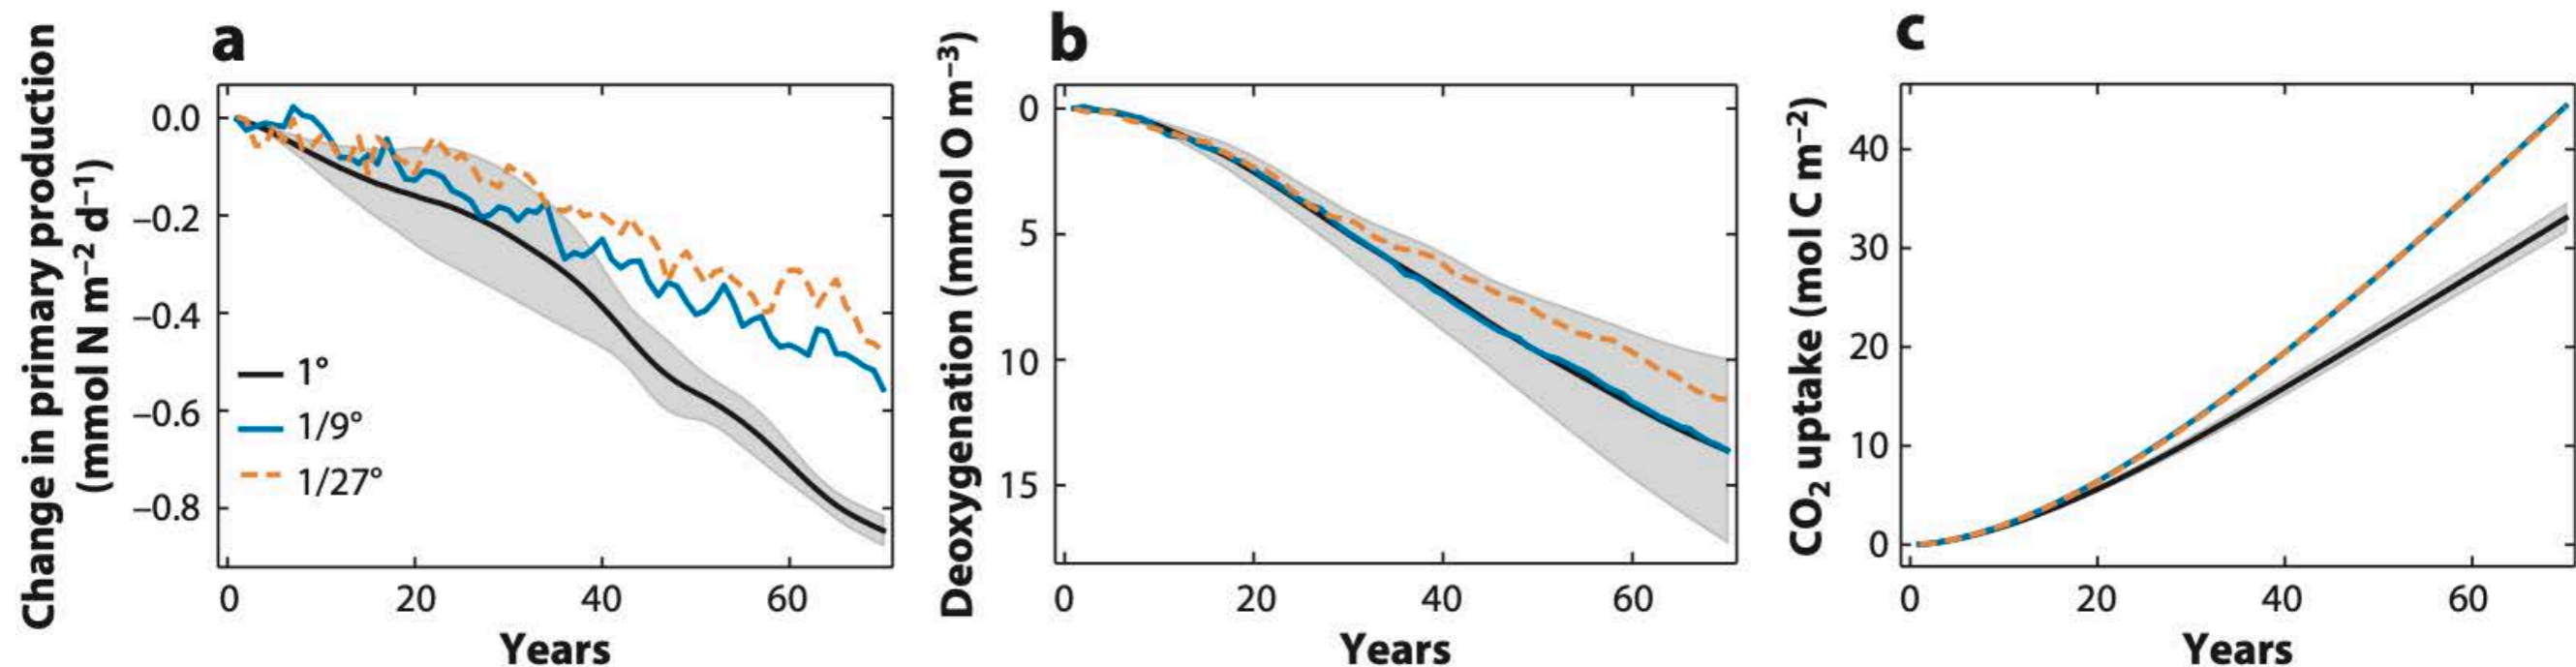 a
Change in primary production
(mmol N m⁻² d⁻¹)
0.0
−0.2
−0.4
−0.6
−0.8
1°
1/9°
1/27°
0 20 40 60
Years
b
Deoxygenation (mmol O m⁻³)
0
5
10
15
0 20 40 60
Years
c
CO₂ uptake (mol C m⁻²)
40
30
20
10
0
0 20 40 60
Years